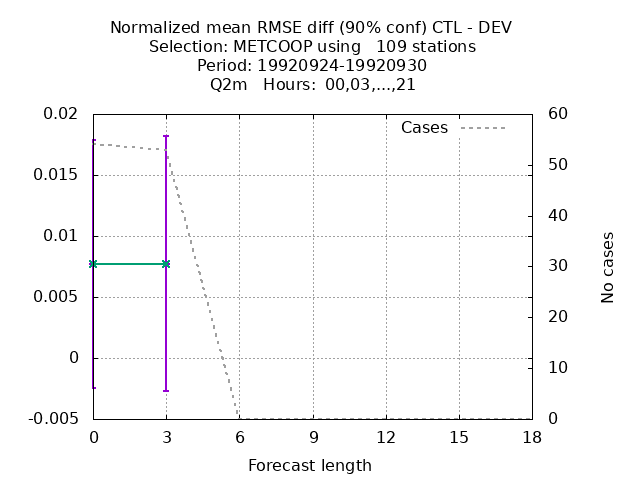 Normalized mean RMSE diff (90% conf) CTL - DEV
Selection: METCOOP using   109 stations
Period: 19920924-19920930
Q2m   Hours:  00,03,...,21
Cases
0.02
0.015
0.01
0.005
0
-0.005
60
50
40
30
20
10
0
No cases
0 3 6 9 12 15 18
Forecast length